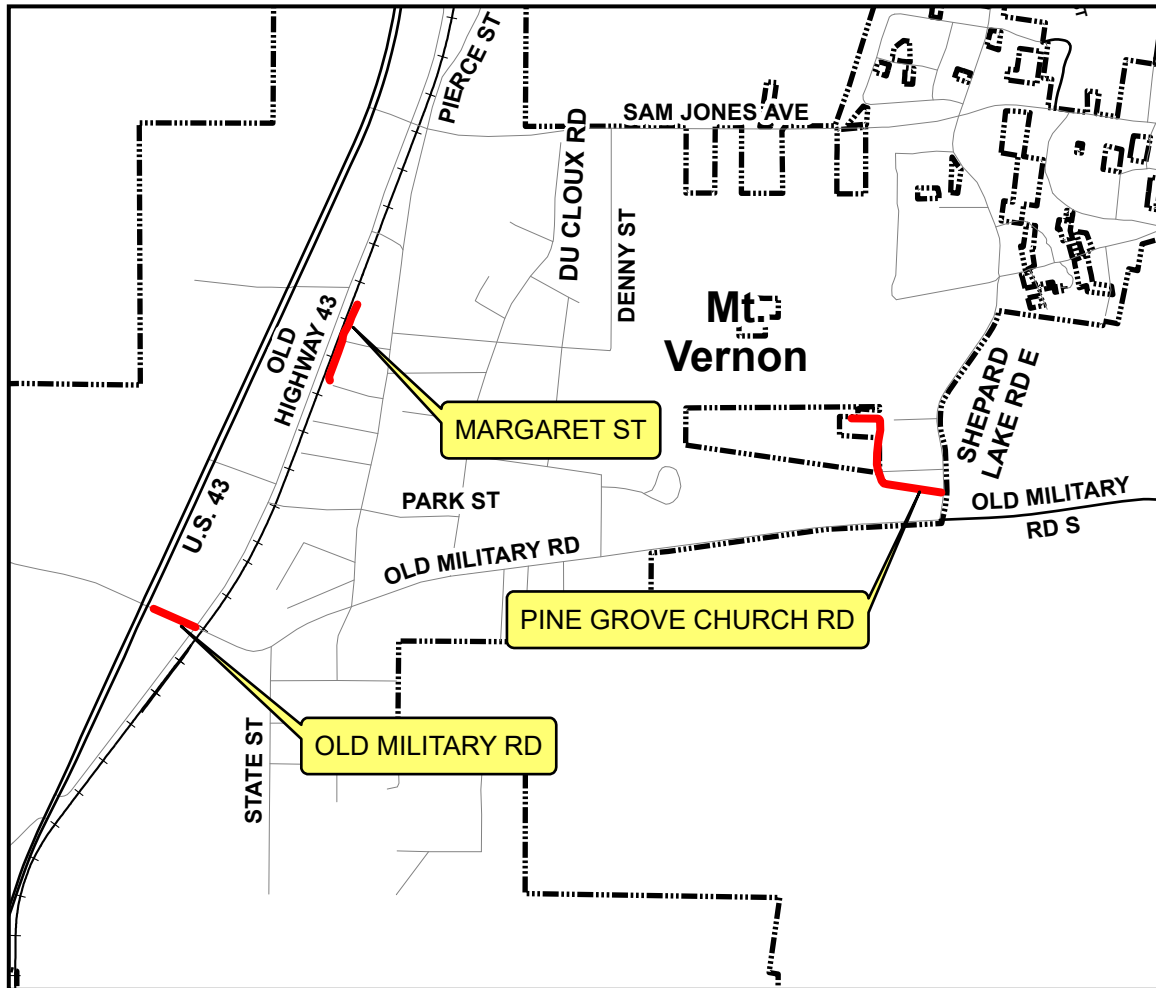 PIERCE ST
SAM JONES AVE
DU CLOUX RD
DENNY ST
OLD
HIGHWAY 43
Mt.
Vernon
SHEPARD
LAKE RD E
MARGARET ST
U.S. 43
PARK ST
OLD MILITARY
RD S
OLD MILITARY RD
PINE GROVE CHURCH RD
STATE ST
OLD MILITARY RD